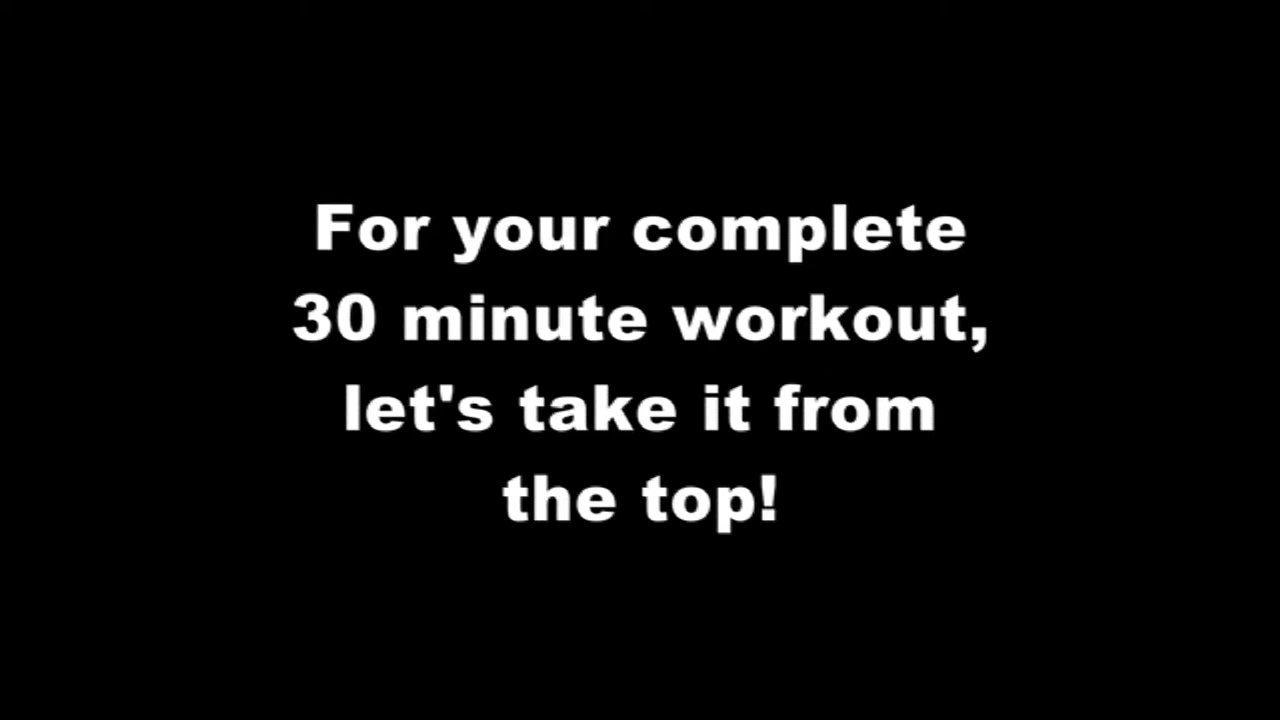 For your complete
30 minute workout,
let's take it from
the top!